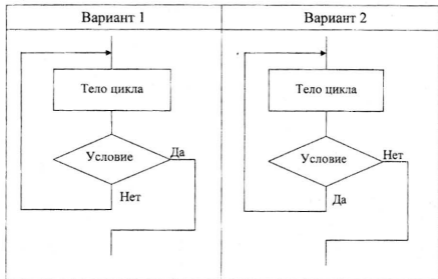 Вариант 1
Тело цикла
Условие
Да
Нет
Вариант 2
Тело цикла
Условие
Нет
Да